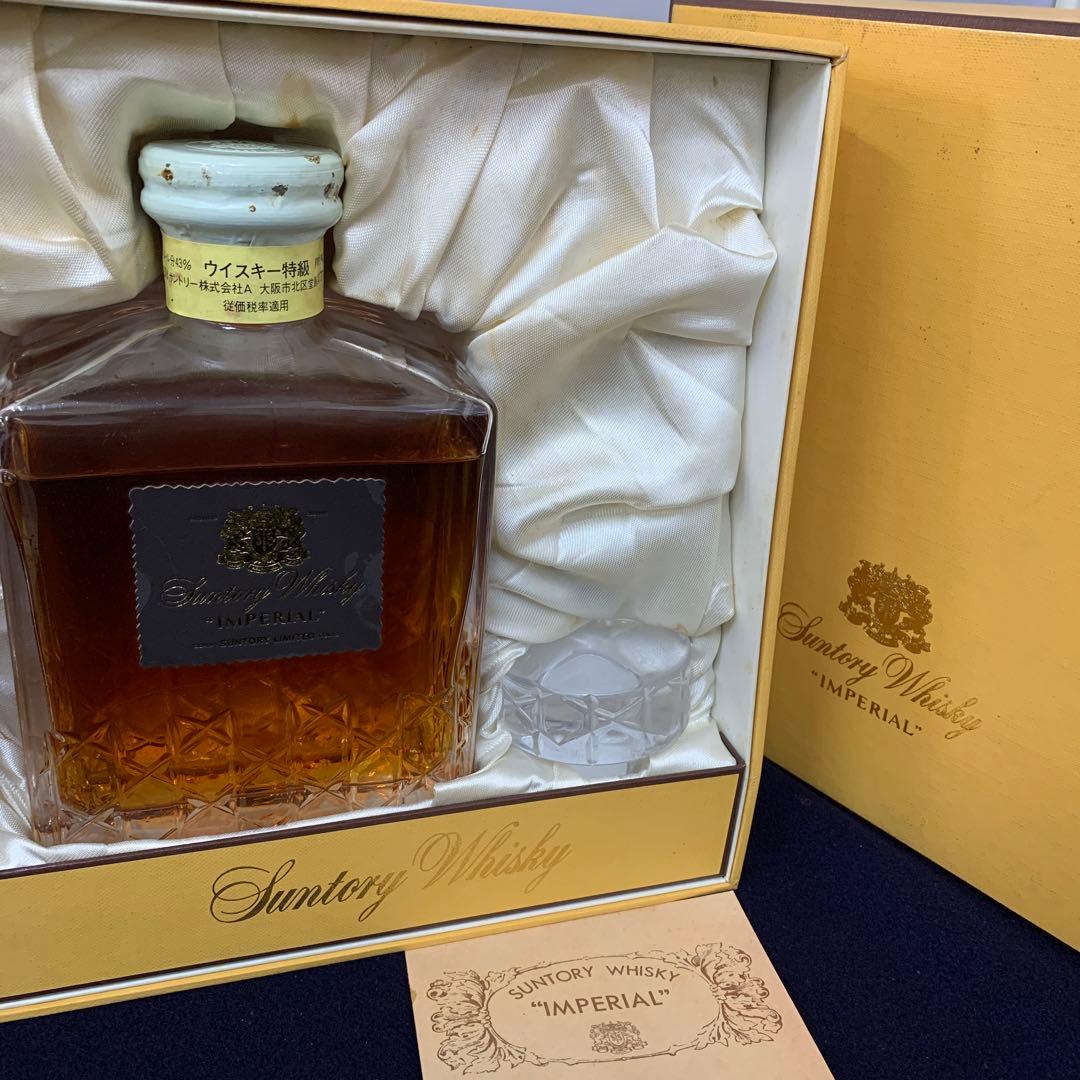 ウイスキー特級
ントリー株式会社A 大阪市北区堂島
従価税率適用
Suntory Whisky
"IMPERIAL"
SUNTORY LIMITED
Suntory Whisky
"IMPERIAL"
Suntory Whisky
SUNTORY WHISKY
"IMPERIAL"